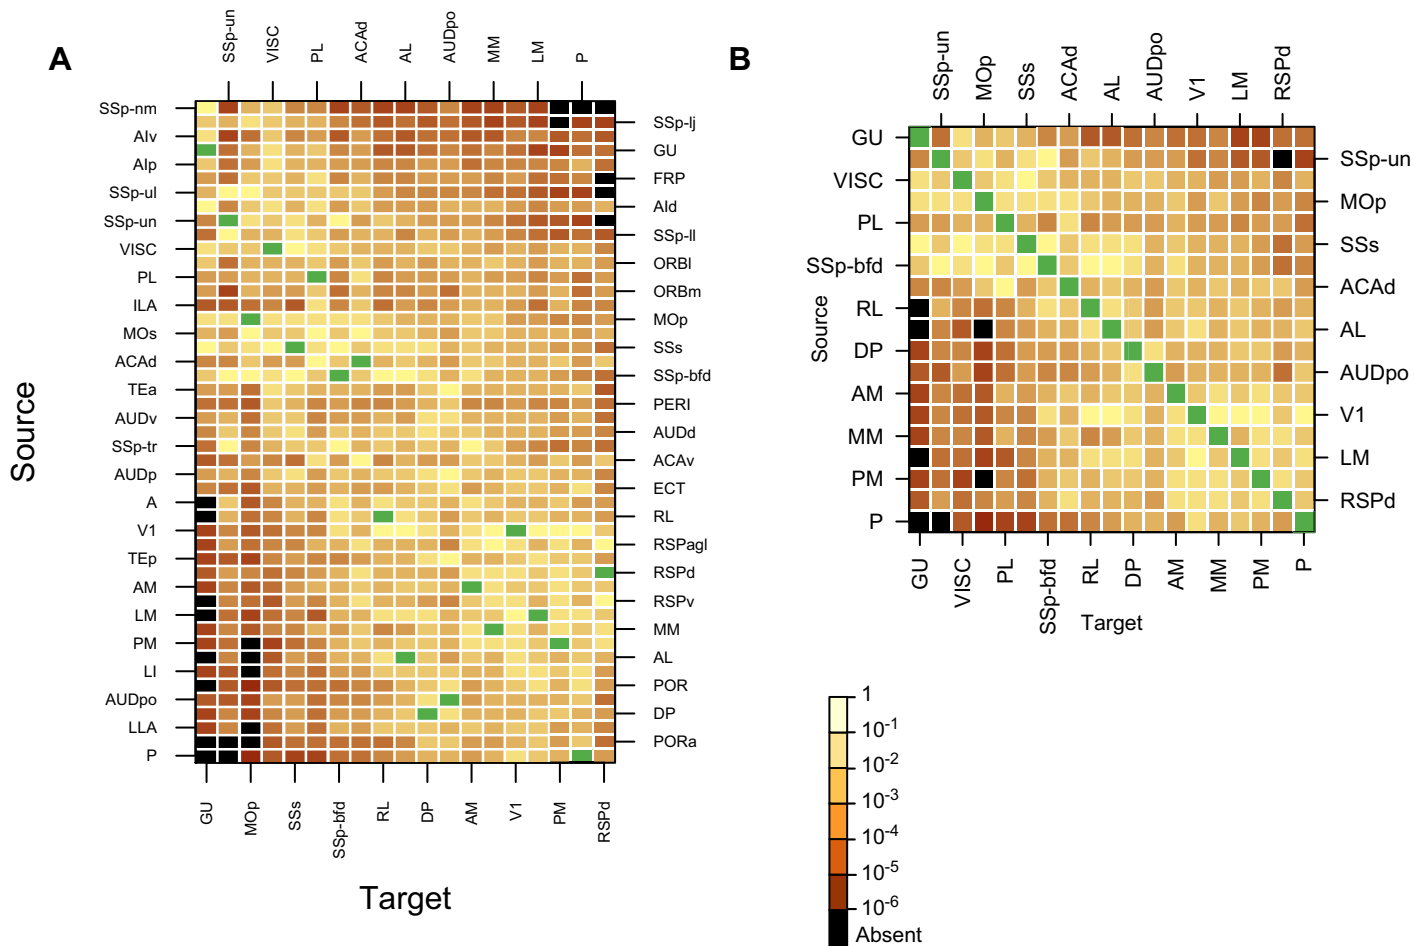 A
SSp-un
VISC
PL
ACAd
AL
AUDpo
MM
LM
P
SSp-nm
AIv
AIp
SSp-ul
SSp-un
VISC
PL
ILA
MOs
ACAd
TEa
AUDv
SSp-tr
AUDp
A
V1
TEp
AM
LM
PM
LI
AUDpo
LLA
P
SSp-lj
GU
FRP
AId
SSp-ll
ORBl
ORBm
MOp
SSs
SSp-bfd
PERI
AUDd
ACAv
ECT
RL
RSPagl
RSPd
RSPv
MM
AL
POR
DP
PORa
GU
MOp
SSs
SSp-bfd
RL
DP
AM
V1
PM
RSPd
Source
Target
B
SSp-un
MOp
SSs
ACAd
AL
AUDpo
V1
LM
RSPd
GU
VISC
PL
SSp-bfd
RL
DP
AM
MM
PM
P
SSp-un
MOp
SSs
ACAd
AL
AUDpo
V1
LM
RSPd
GU
VISC
PL
SSp-bfd
RL
DP
AM
MM
PM
P
Source
Target
1
10-1
10-2
10-3
10-4
10-5
10-6
Absent